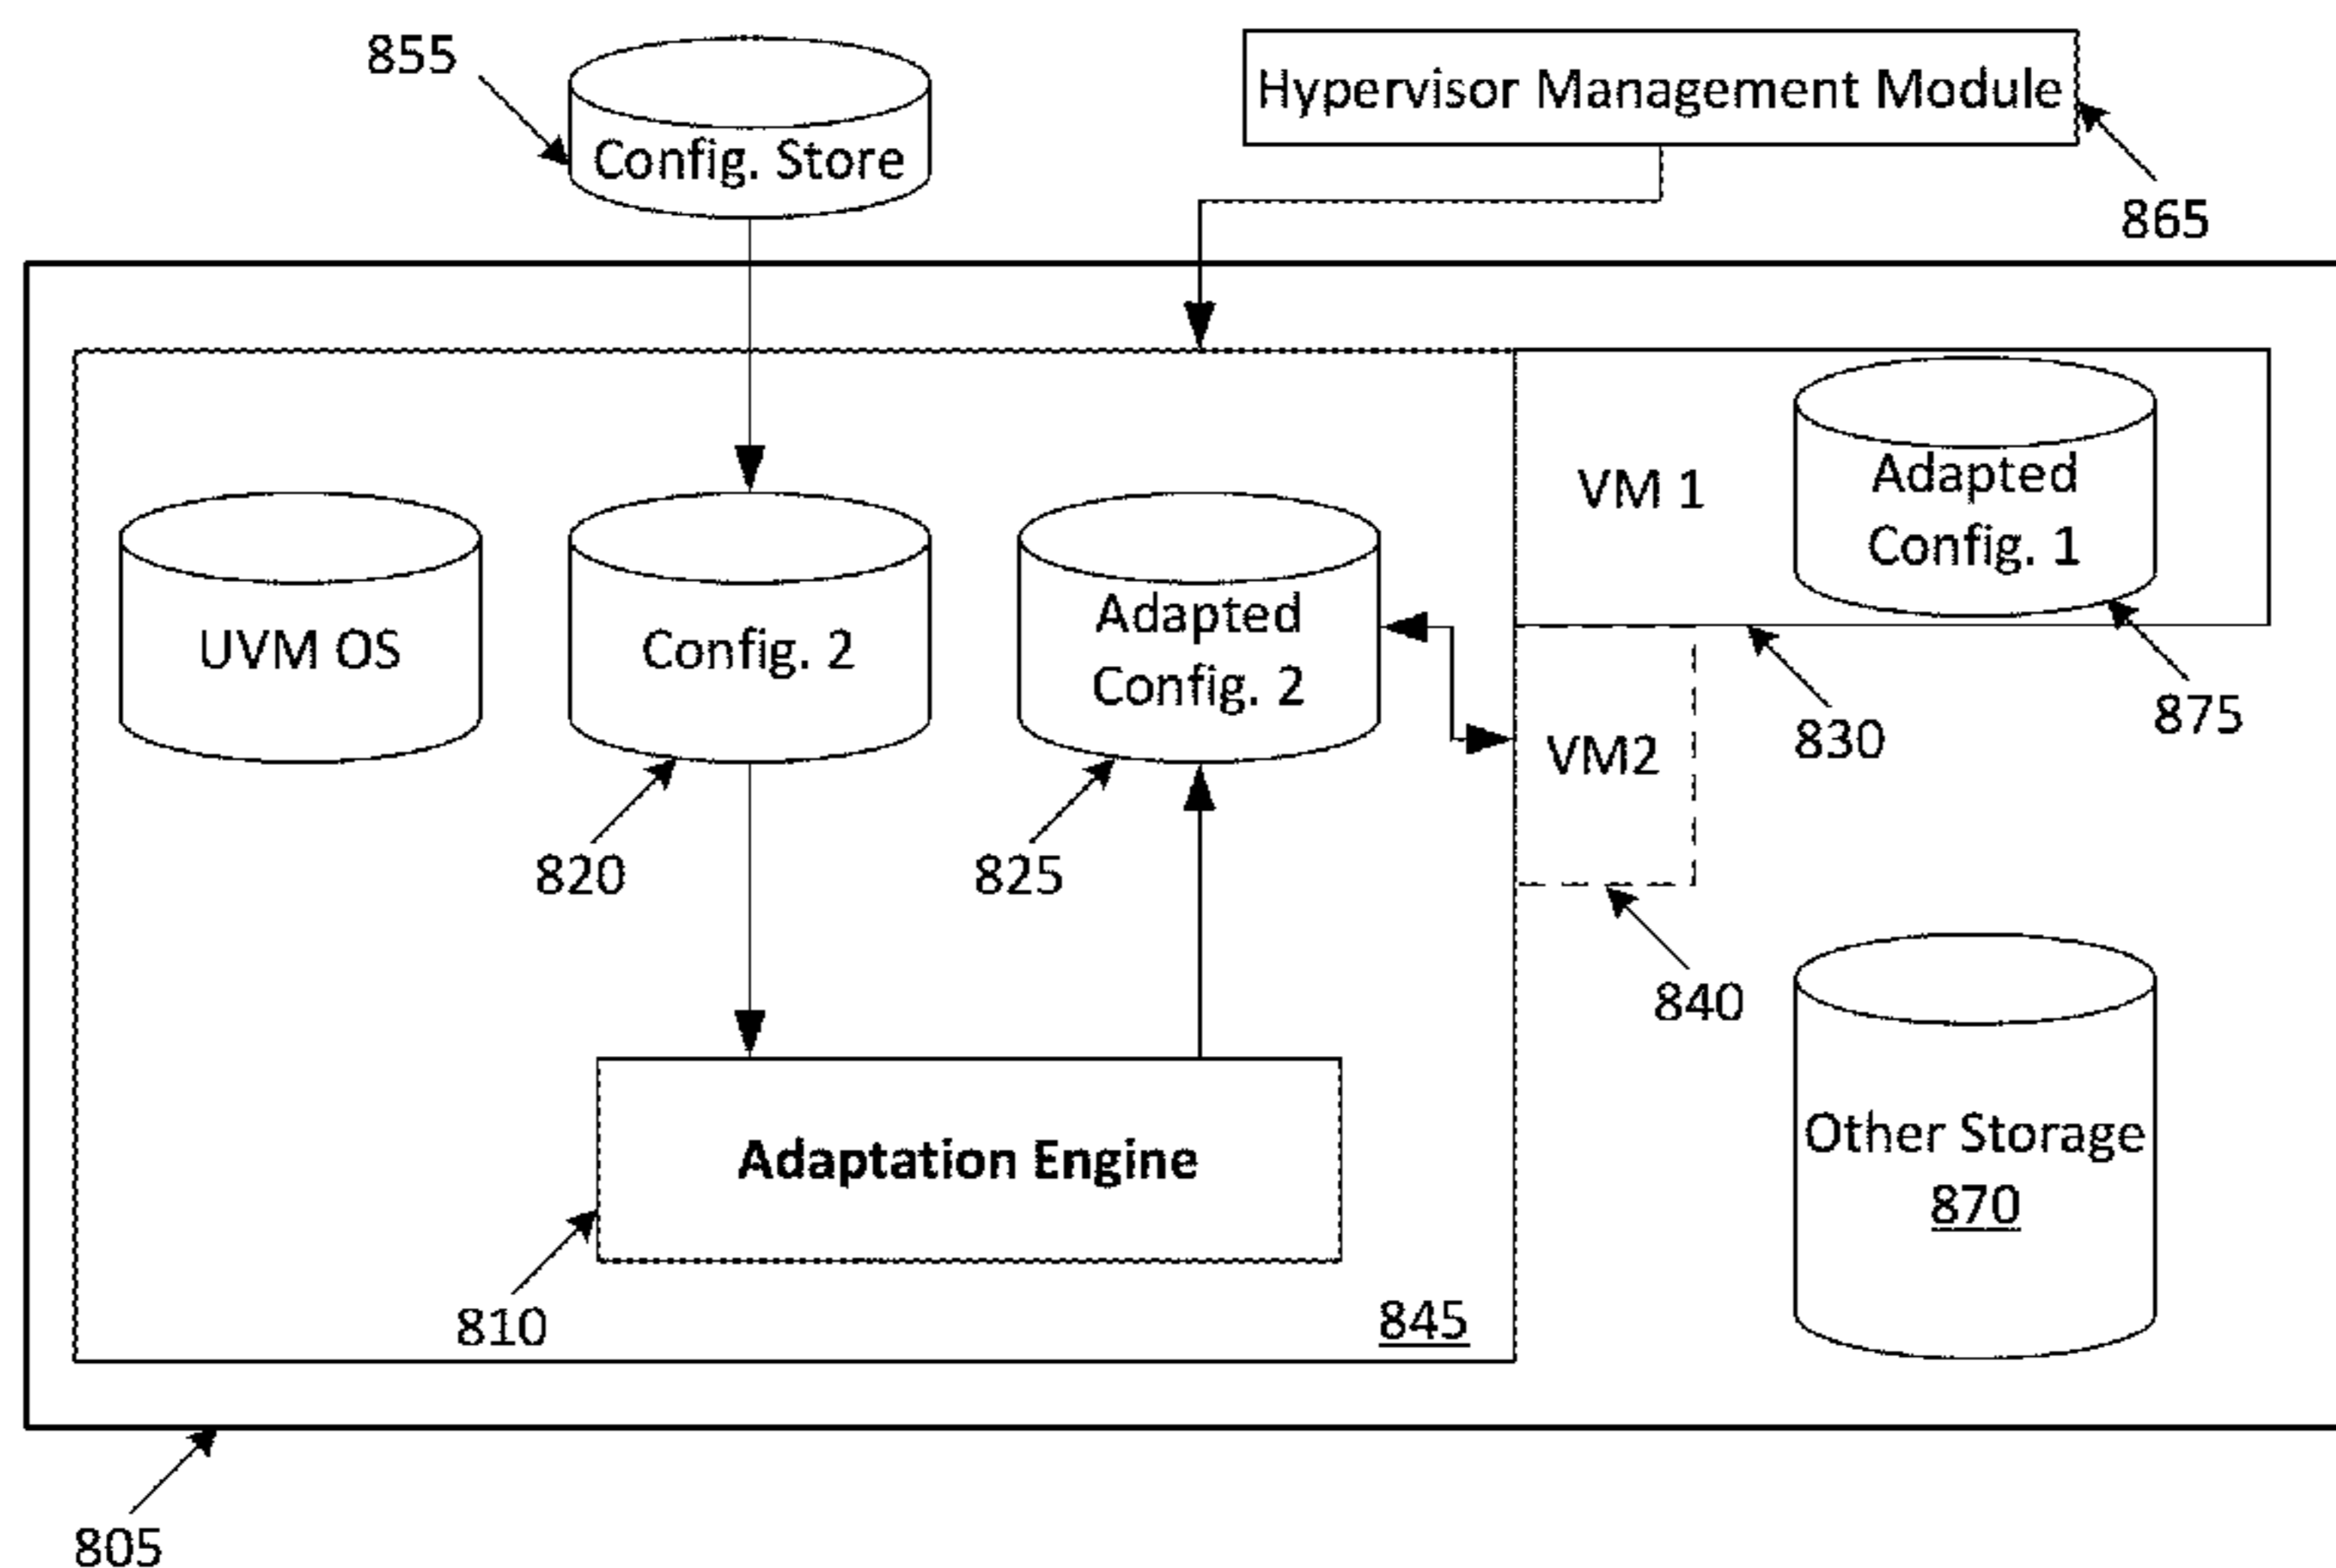 855
Config. Store
Hypervisor Management Module
865
UVM OS
Config. 2
Adapted
Config. 2
VM 1
Adapted
Config. 1
875
830
VM2
820
825
840
Adaptation Engine
810
845
Other Storage
870
805